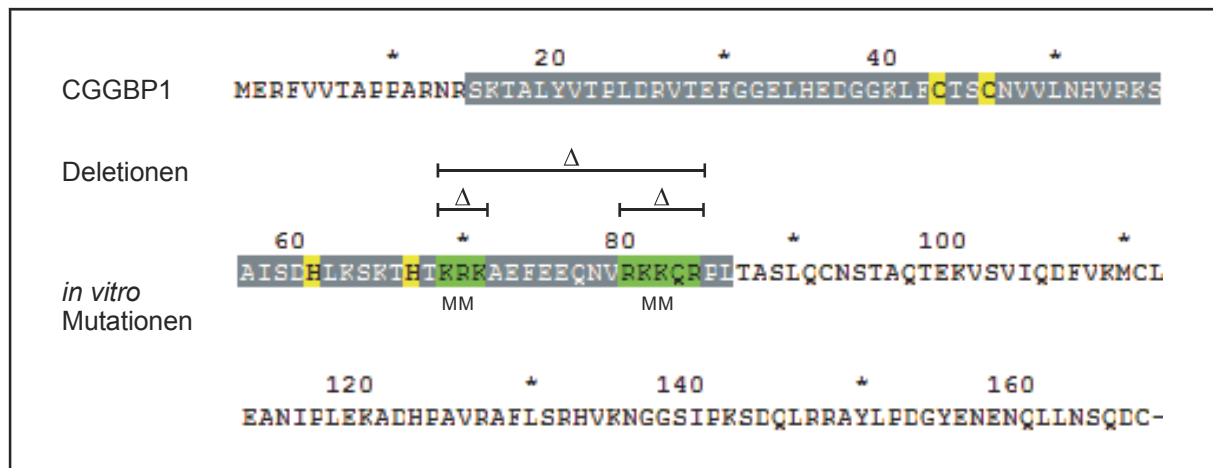 * 20 * 40 *
CGGBP1 MERFVVTAPPARNRSKTALYVTPLDRVTEFGGELHEDGGKLFCTSCNVVLNHVRKS
Deletionen Δ
Δ Δ
60 * 80 * 100 *
AISDHLKSKTHTKRKAEFEEQNVRKKQRPLTASLQCNSTAQTEKVSVIQDFVKMCL
in vitro MM MM
Mutationen
120 * 140 * 160
EANIPLEKADHPAVRAFLSRHVKNGGSIPKSDQLRRAYLPDGYENENQLLNSQDC-